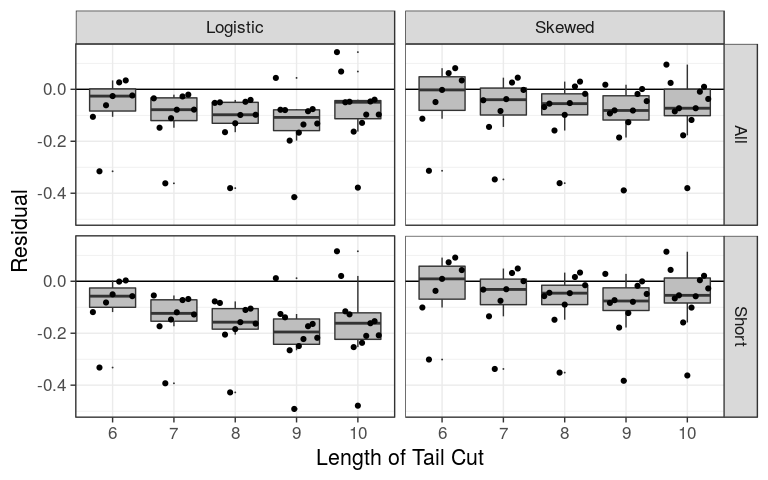 Logistic Skewed
0.0
-0.2
-0.4
All
Residual
0.0
-0.2
-0.4
Short
6 7 8 9 10 6 7 8 9 10
Length of Tail Cut